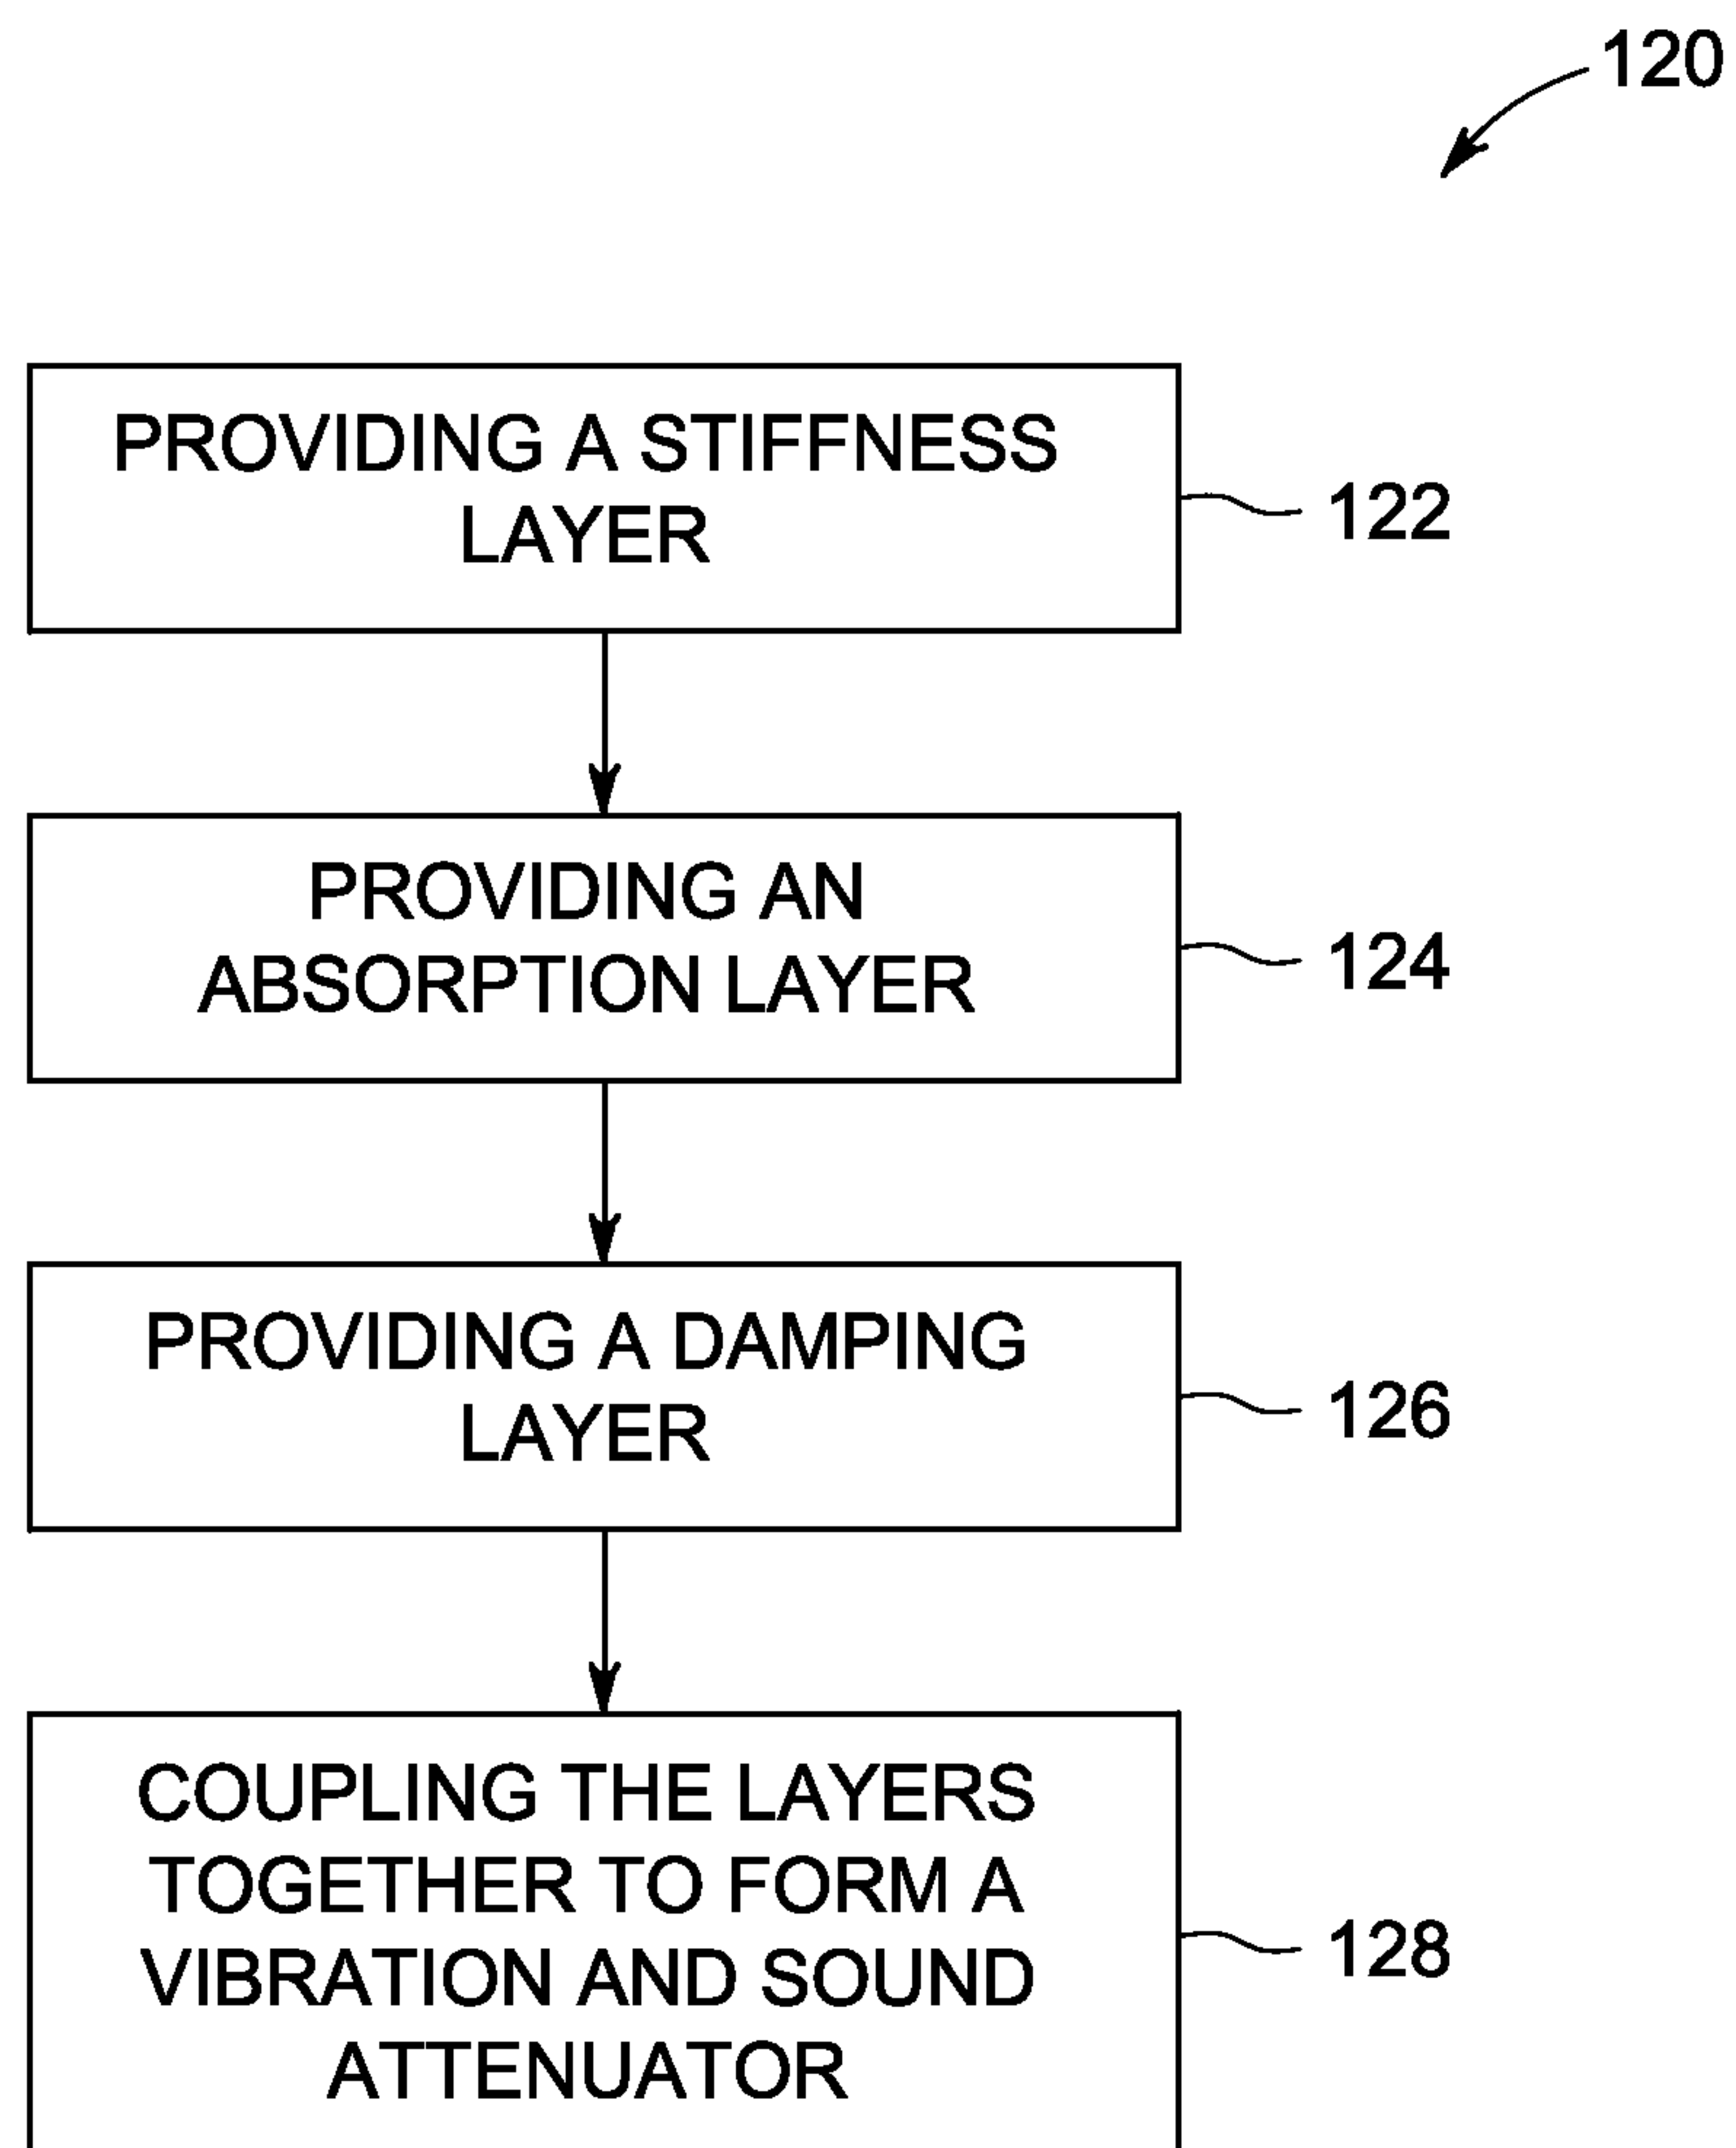 120
PROVIDING A STIFFNESS
LAYER
122
PROVIDING AN
ABSORPTION LAYER
124
PROVIDING A DAMPING
LAYER
126
COUPLING THE LAYERS
TOGETHER TO FORM A
VIBRATION AND SOUND
ATTENUATOR
128